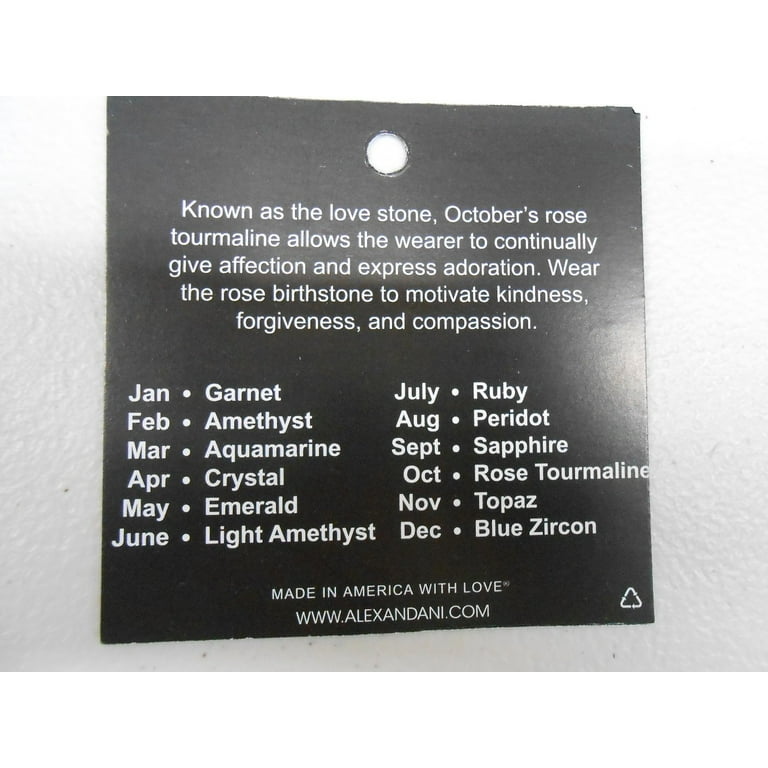 Known as the love stone, October's rose
tourmaline allows the wearer to continually
give affection and express adoration. Wear
the rose birthstone to motivate kindness,
forgiveness, and compassion.
Jan • Garnet
Feb • Amethyst
Mar • Aquamarine
Apr • Crystal
May • Emerald
June • Light Amethyst
July • Ruby
Aug • Peridot
Sept • Sapphire
Oct • Rose Tourmaline
Nov • Topaz
Dec • Blue Zircon
MADE IN AMERICA WITH LOVE®
WWW.ALEXANDANI.COM